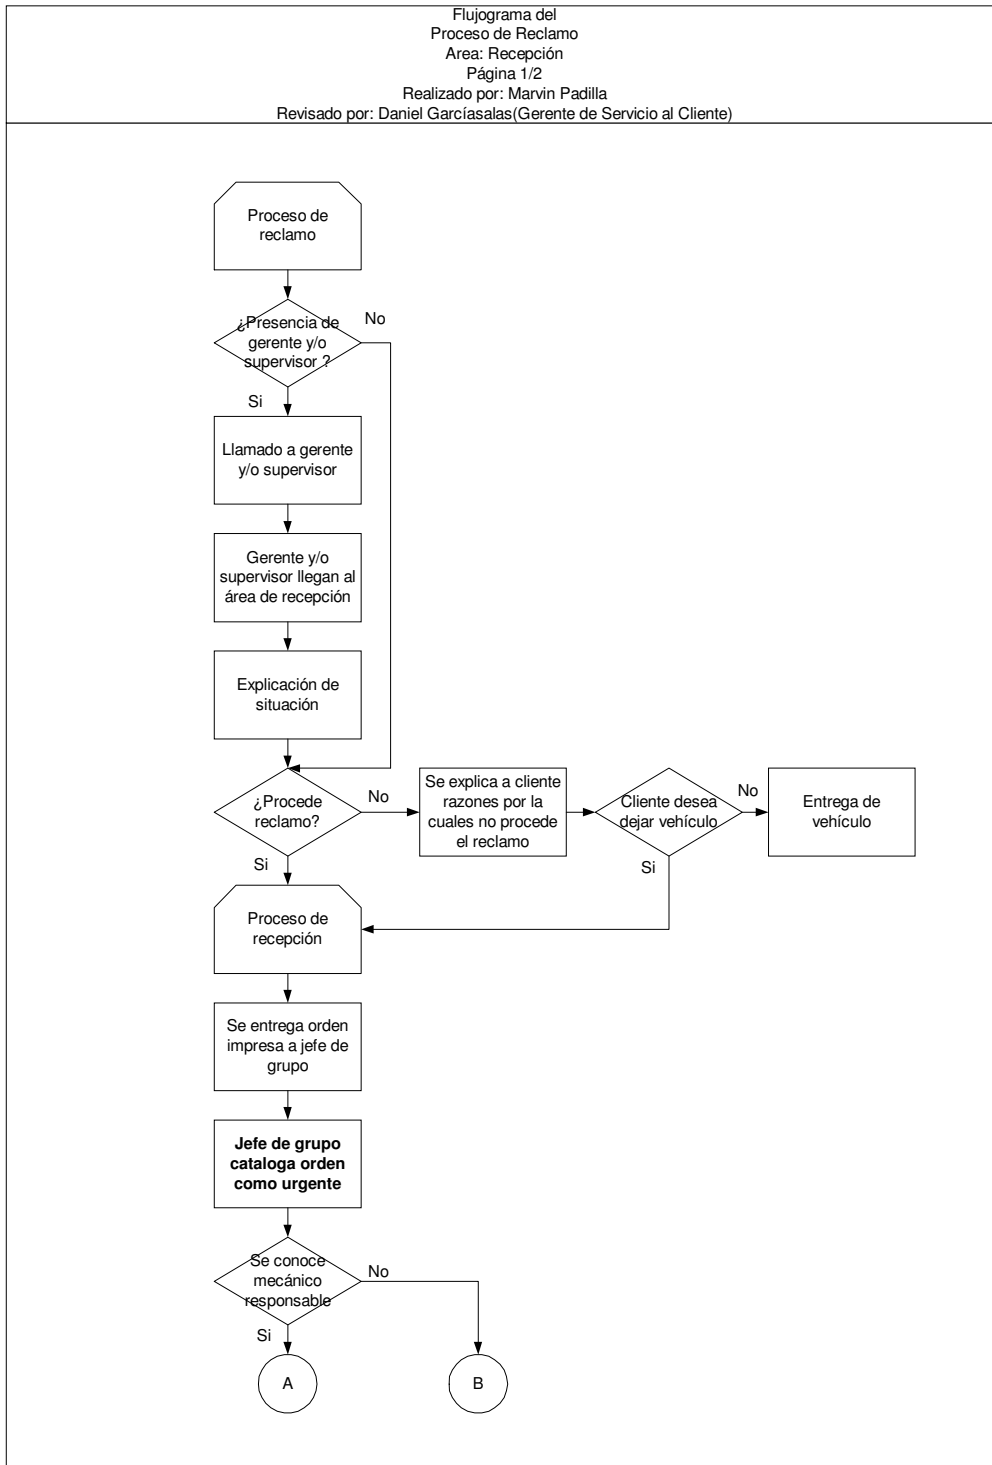 Flujograma del
Proceso de Reclamo
Area: Recepción
Página 1/2
Realizado por: Marvin Padilla
Revisado por: Daniel Garcíasalas(Gerente de Servicio al Cliente)
Proceso de
reclamo
¿Presencia de
gerente y/o
supervisor ?
No
Si
Llamado a gerente
y/o supervisor
Gerente y/o
supervisor llegan al
área de recepción
Explicación de
situación
¿Procede
reclamo?
No
Se explica a cliente
razones por la
cuales no procede
el reclamo
Cliente desea
dejar vehículo
No
Entrega de
vehículo
Si
Si
Proceso de
recepción
Se entrega orden
impresa a jefe de
grupo
Jefe de grupo
cataloga orden
como urgente
Se conoce
mecánico
responsable
No
Si
A
B